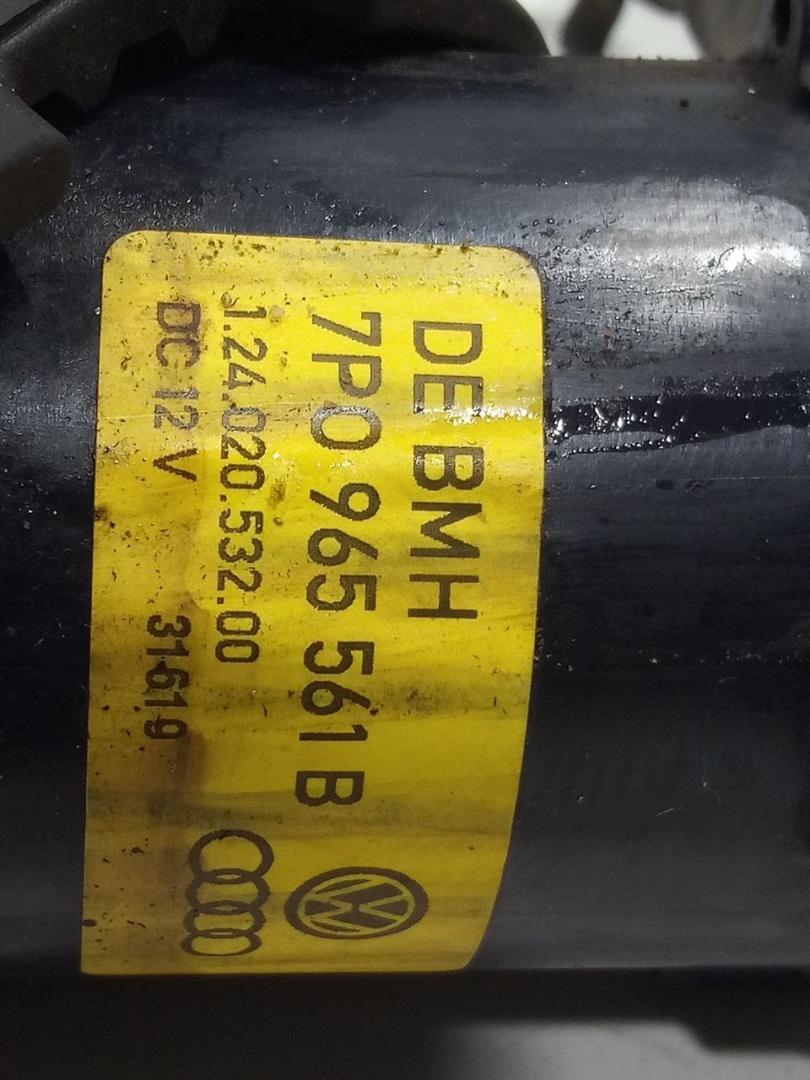 DE BMH
7P0 965 561 B
1.24.020.532.00
DC 12 V 31619